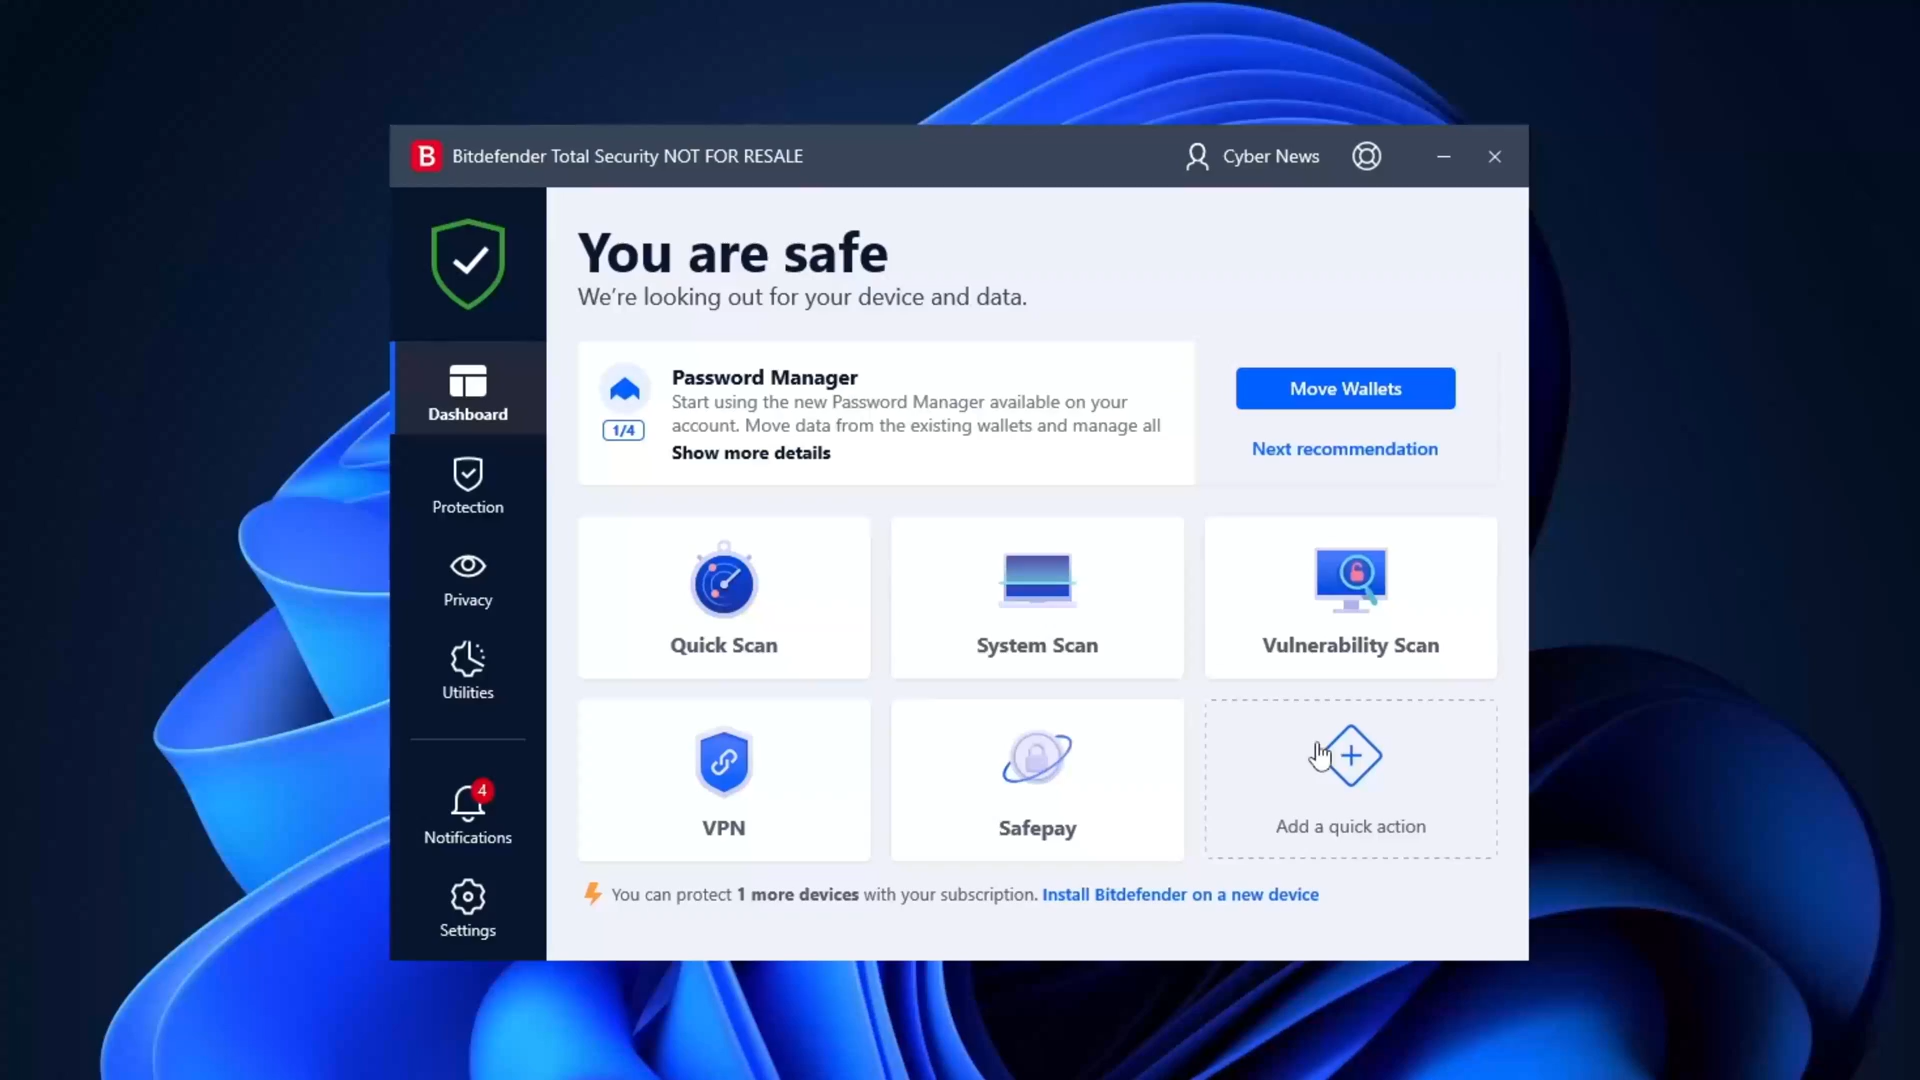 B Bitdefender Total Security NOT FOR RESALE
Cyber News
You are safe
We're looking out for your device and data.
Dashboard
Protection
Privacy
Utilities
4
Notifications
Settings
1/4
Password Manager
Start using the new Password Manager available on your
account. Move data from the existing wallets and manage all
Show more details
Move Wallets
Next recommendation
Quick Scan
System Scan
Vulnerability Scan
VPN
Safepay
Add a quick action
You can protect 1 more devices with your subscription. Install Bitdefender on a new device